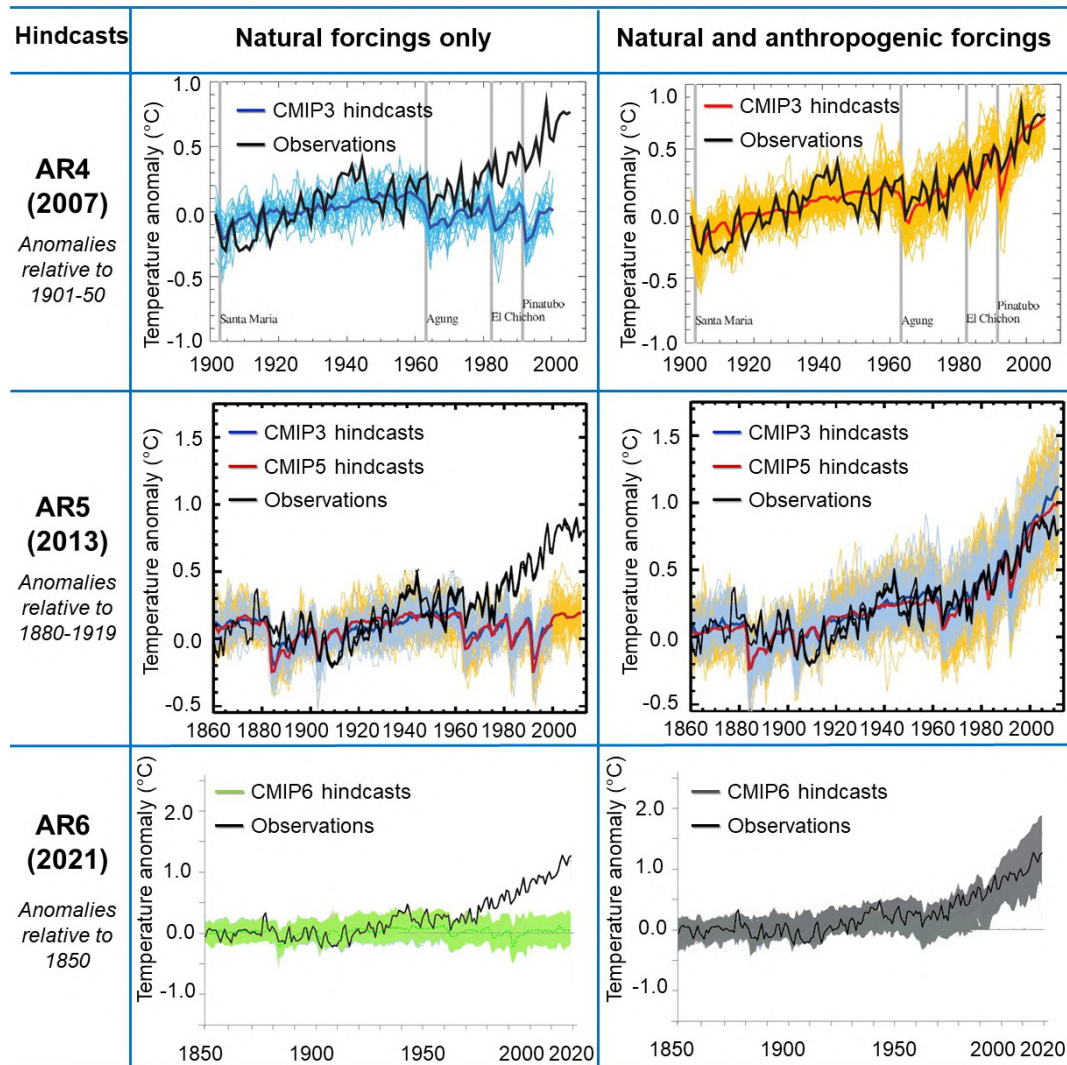 Hindcasts
Natural forcings only
Natural and anthropogenic forcings
AR4
(2007)
Anomalies
relative to
1901-50
Temperature anomaly (°C)
1.0
0.5
0.0
-0.5
-1.0
CMIP3 hindcasts
Observations
Santa Maria
Agung
El Chichon
Pinatubo
1900 1920 1940 1960 1980 2000
Temperature anomaly (°C)
1.0
0.5
0.0
-0.5
-1.0
CMIP3 hindcasts
Observations
Santa Maria
Agung
El Chichon
Pinatubo
1900 1920 1940 1960 1980 2000
AR5
(2013)
Anomalies
relative to
1880-1919
Temperature anomaly (°C)
1.5
1.0
0.5
0.0
-0.5
CMIP3 hindcasts
CMIP5 hindcasts
Observations
1860 1880 1900 1920 1940 1960 1980 2000
Temperature anomaly (°C)
1.5
1.0
0.5
0.0
-0.5
CMIP3 hindcasts
CMIP5 hindcasts
Observations
1860 1880 1900 1920 1940 1960 1980 2000
AR6
(2021)
Anomalies
relative to
1850
Temperature anomaly (°C)
2.0
1.0
0.0
-1.0
CMIP6 hindcasts
Observations
1850 1900 1950 2000 2020
Temperature anomaly (°C)
2.0
1.0
0.0
-1.0
CMIP6 hindcasts
Observations
1850 1900 1950 2000 2020